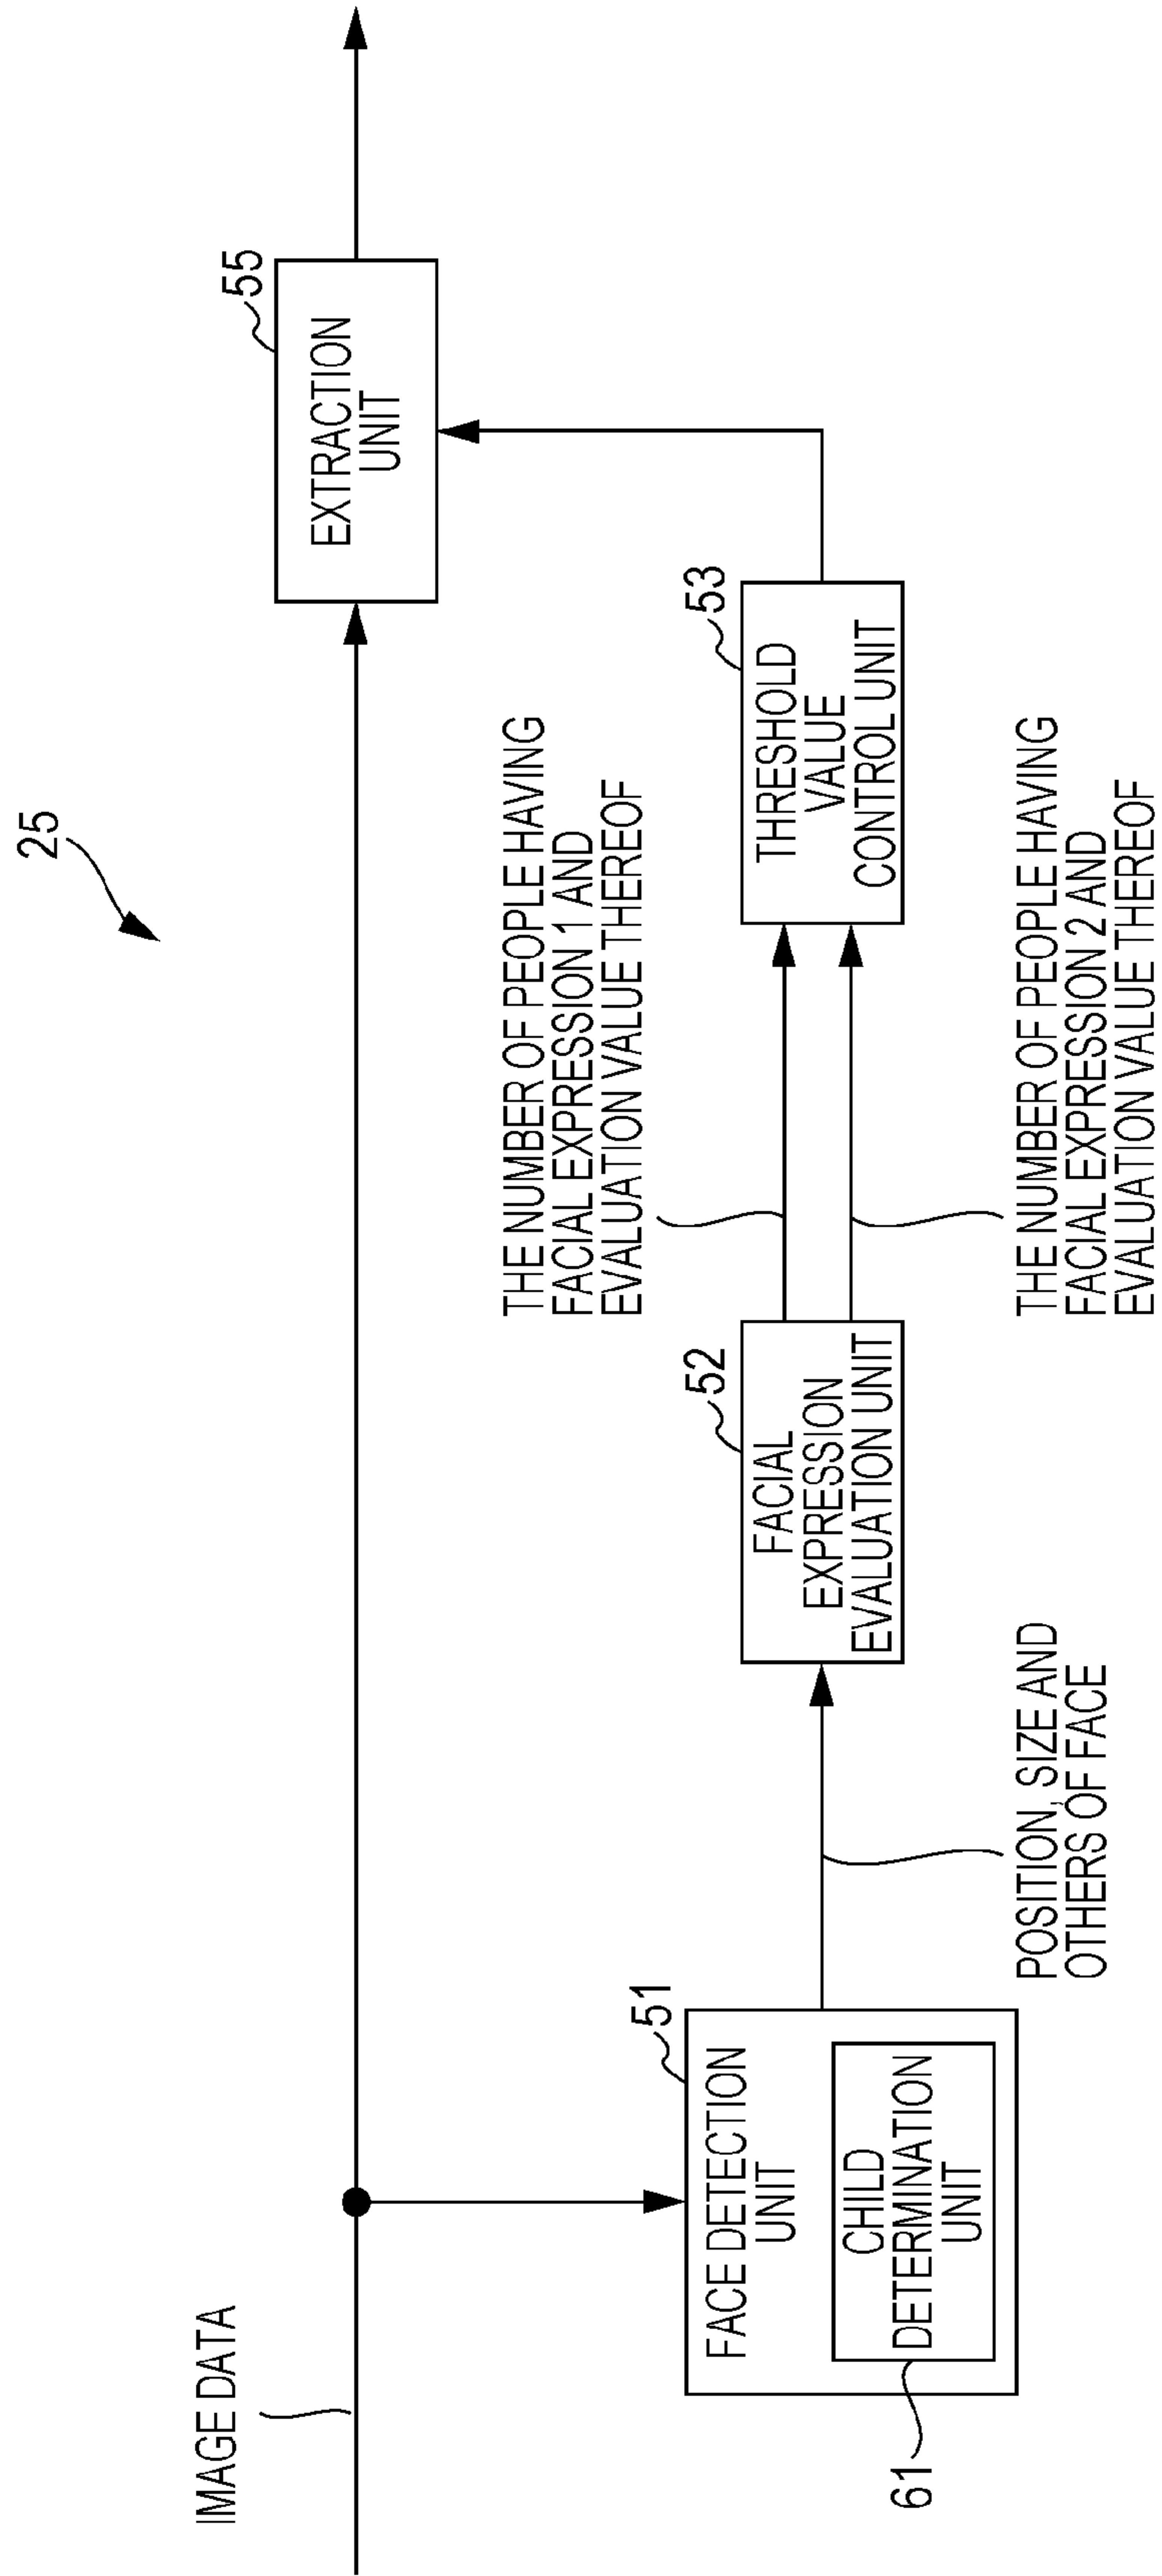 25
IMAGE DATA
55
EXTRACTION
UNIT
THE NUMBER OF PEOPLE HAVING
FACIAL EXPRESSION 1 AND
EVALUATION VALUE THEREOF
51
FACE DETECTION
UNIT
CHILD
DETERMINATION
UNIT
61
POSITION, SIZE AND
OTHERS OF FACE
52
FACIAL
EXPRESSION
EVALUATION UNIT
53
THRESHOLD
VALUE
CONTROL UNIT
THE NUMBER OF PEOPLE HAVING
FACIAL EXPRESSION 2 AND
EVALUATION VALUE THEREOF